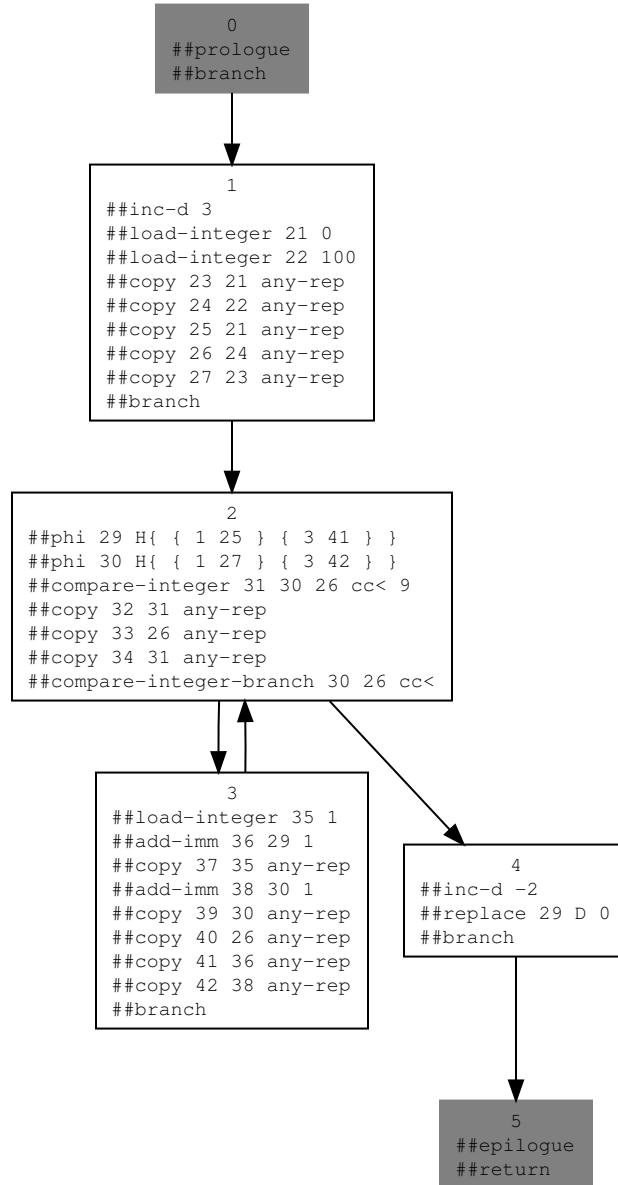 0
##prologue
##branch
1
##inc-d 3
##load-integer 21 0
##load-integer 22 100
##copy 23 21 any-rep
##copy 24 22 any-rep
##copy 25 21 any-rep
##copy 26 24 any-rep
##copy 27 23 any-rep
##branch
2
##phi 29 H{ { 1 25 } { 3 41 } }
##phi 30 H{ { 1 27 } { 3 42 } }
##compare-integer 31 30 26 cc< 9
##copy 32 31 any-rep
##copy 33 26 any-rep
##copy 34 31 any-rep
##compare-integer-branch 30 26 cc<
3
##load-integer 35 1
##add-imm 36 29 1
##copy 37 35 any-rep
##add-imm 38 30 1
##copy 39 30 any-rep
##copy 40 26 any-rep
##copy 41 36 any-rep
##copy 42 38 any-rep
##branch
4
##inc-d -2
##replace 29 D 0
##branch
5
##epilogue
##return